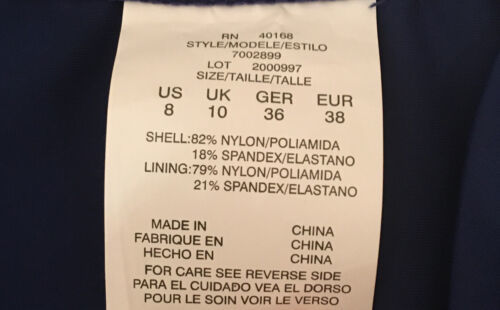 RN 40168
STYLE/MODELE/ESTILO
7002899
LOT 2000997
SIZE/TAILLE/TALLE
US UK GER EUR
8 10 36 38
SHELL:82% NYLON/POLIAMIDA
18% SPANDEX/ELASTANO
LINING:79% NYLON/POLIAMIDA
21% SPANDEX/ELASTANO
MADE IN CHINA
FABRIQUE EN CHINA
HECHO EN CHINA
FOR CARE SEE REVERSE SIDE
PARA EL CUIDADO VEA EL DORSO
POUR LE SOIN VOIR LE VERSO